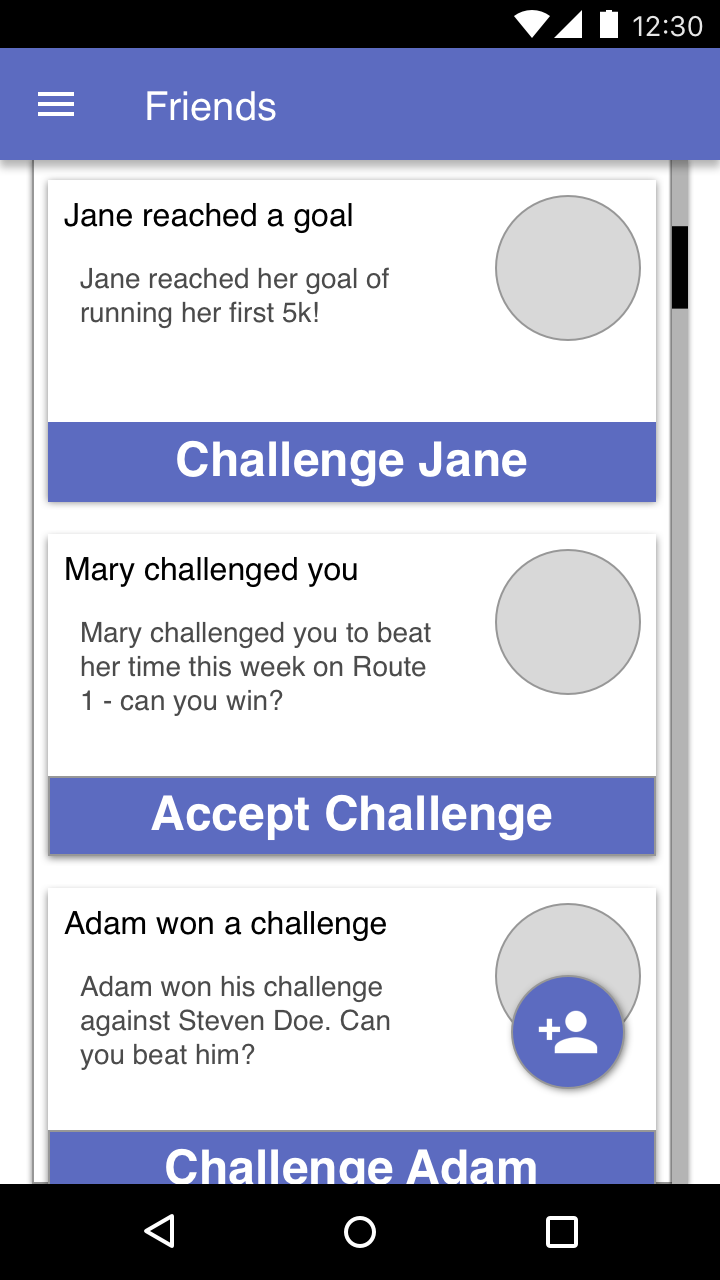 12:30
Friends
Jane reached a goal
Jane reached her goal of
running her first 5k!
Challenge Jane
Mary challenged you
Mary challenged you to beat
her time this week on Route
1 - can you win?
Accept Challenge
Adam won a challenge
Adam won his challenge
against Steven Doe. Can
you beat him?
Challenge Adam